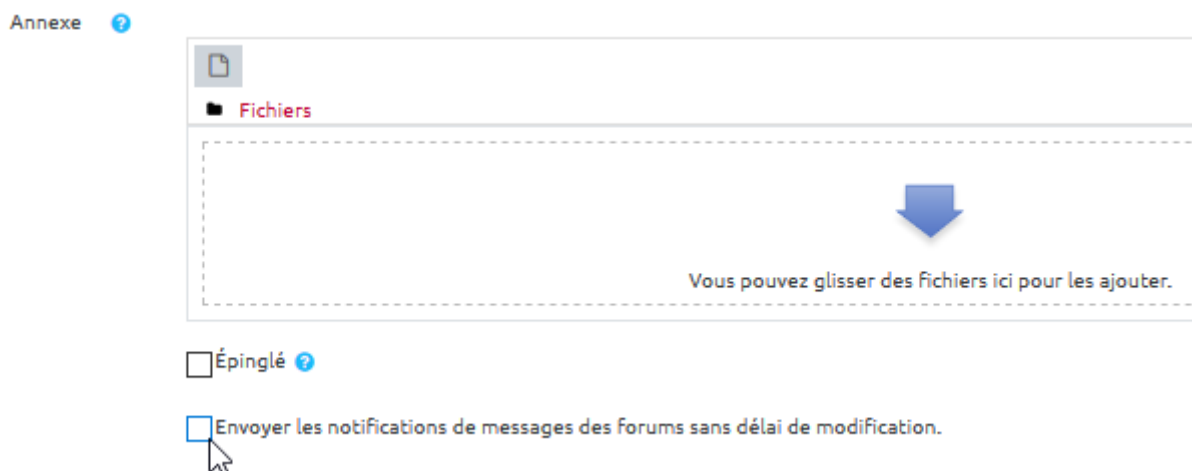 Annexe
Fichiers
Vous pouvez glisser des fichiers ici pour les ajouter.
Épinglé
Envoyer les notifications de messages des forums sans délai de modification.